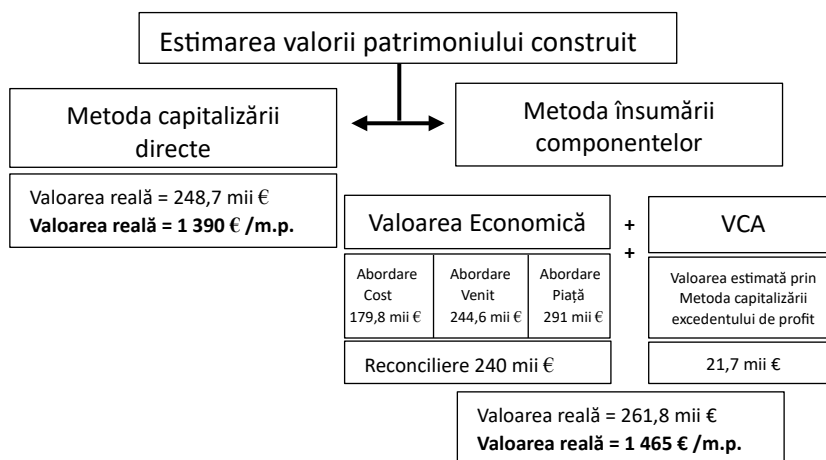 Estimarea valorii patrimoniului construit
Metoda capitalizării
directe
Metoda însumării
componentelor
Valoarea reală = 248,7 mii €
Valoarea reală = 1 390 € /m.p.
Valoarea Economică
+
+
VCA
Abordare
Cost
179,8 mii €
Abordare
Venit
244,6 mii €
Abordare
Piață
291 mii €
Valoarea estimată prin
Metoda capitalizării
excedentului de profit
Reconciliere 240 mii €
21,7 mii €
Valoarea reală = 261,8 mii €
Valoarea reală = 1 465 € /m.p.